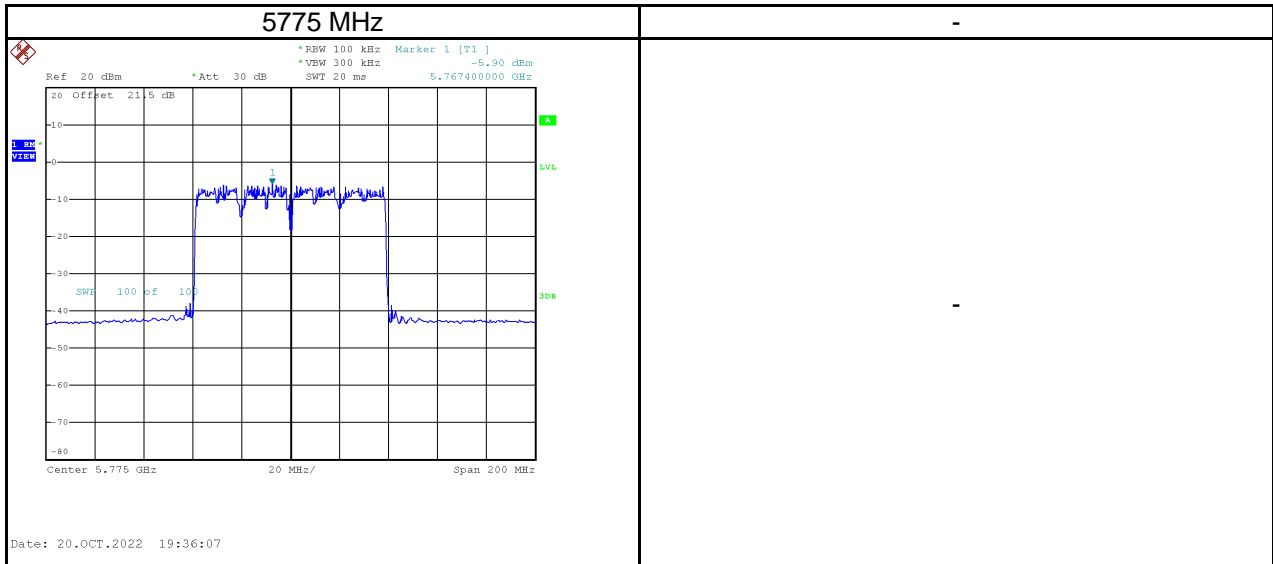 5775 MHz -
R&S
*RBW 100 kHz Marker 1 [T1 ]
*VBW 300 kHz -5.90 dBm
Ref 20 dBm *Att 30 dB SWT 20 ms 5.767400000 GHz
20 Offset 21.5 dB
10
A
1 RM *
VIEW
0
LVL
1
-10
-20
-30
SWP 100 of 100
3DB
-
-40
-50
-60
-70
-80
Center 5.775 GHz 20 MHz/ Span 200 MHz
Date: 20.OCT.2022 19:36:07